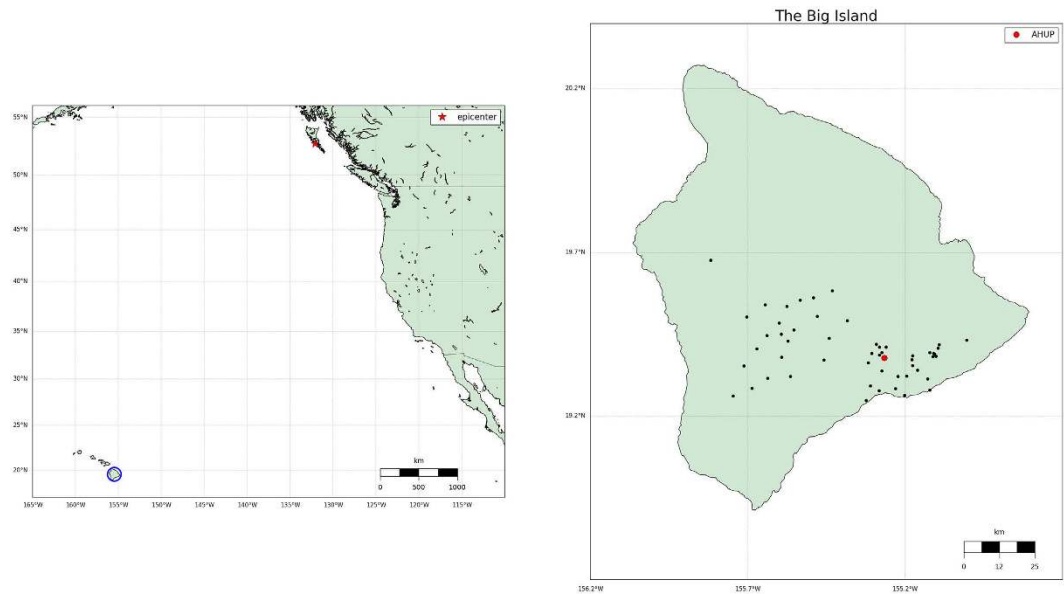 55°N
50°N
45°N
40°N
35°N
30°N
25°N
20°N
165°W
160°W
155°W
150°W
145°W
140°W
135°W
130°W
125°W
120°W
115°W
epicenter
km
0 500 1000
The Big Island
AHUP
20.2°N
19.7°N
19.2°N
156.2°W
155.7°W
155.2°W
km
0 12 25